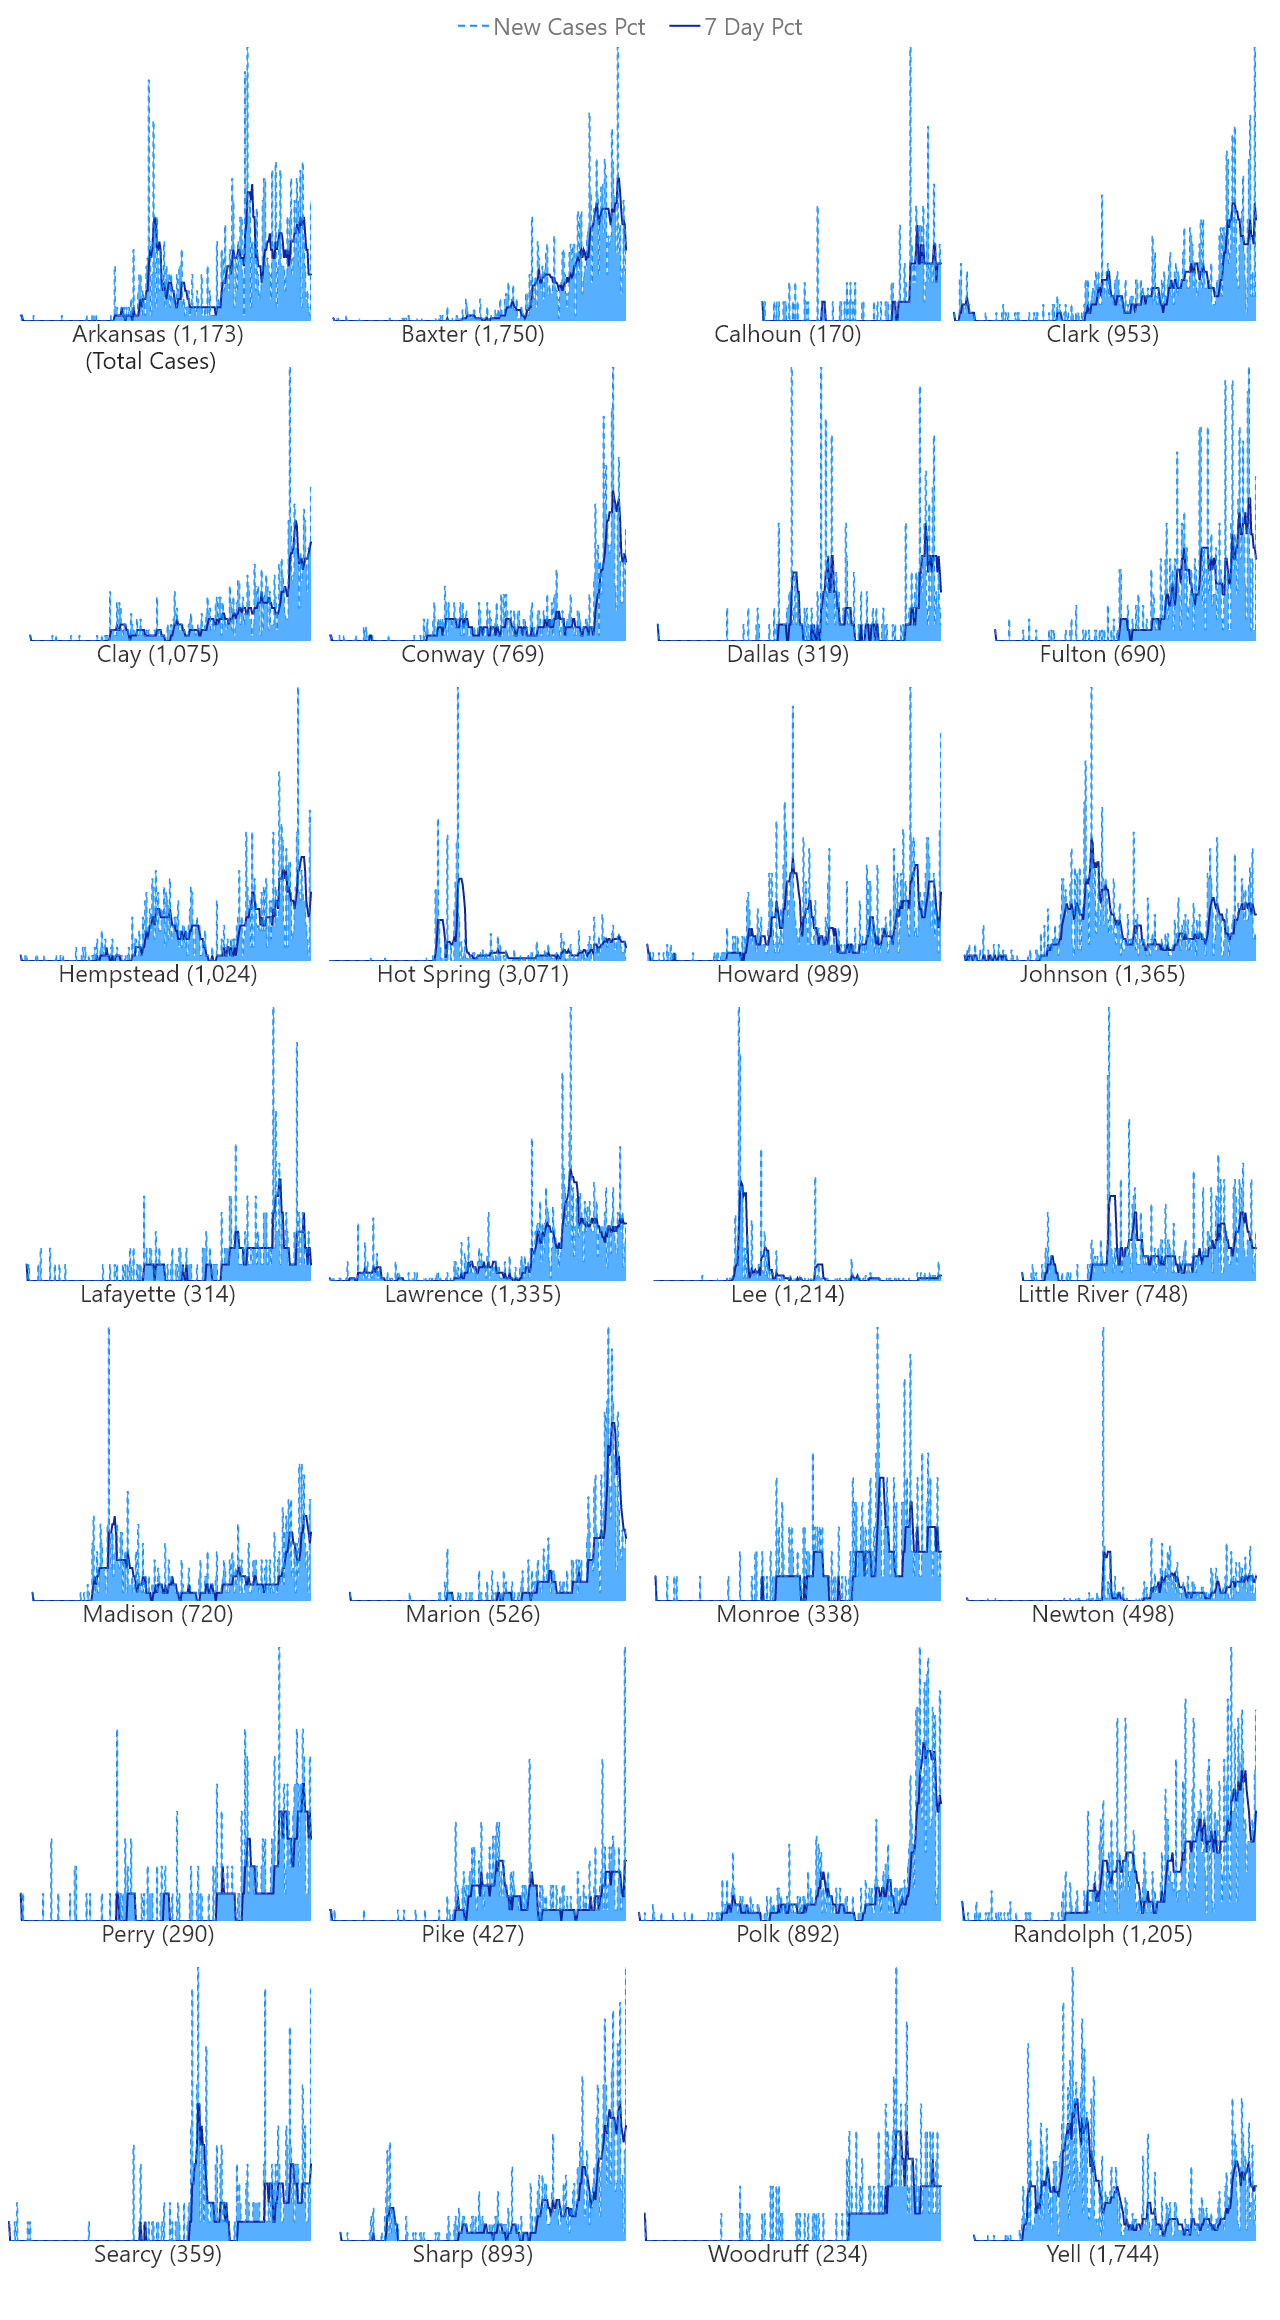 New Cases Pct 7 Day Pct
Arkansas (1,173) Baxter (1,750) Calhoun (170) Clark (953)
(Total Cases)
Clay (1,075) Conway (769) Dallas (319) Fulton (690)
Hempstead (1,024) Hot Spring (3,071) Howard (989) Johnson (1,365)
Lafayette (314) Lawrence (1,335) Lee (1,214) Little River (748)
Madison (720) Marion (526) Monroe (338) Newton (498)
Perry (290) Pike (427) Polk (892) Randolph (1,205)
Searcy (359) Sharp (893) Woodruff (234) Yell (1,744)